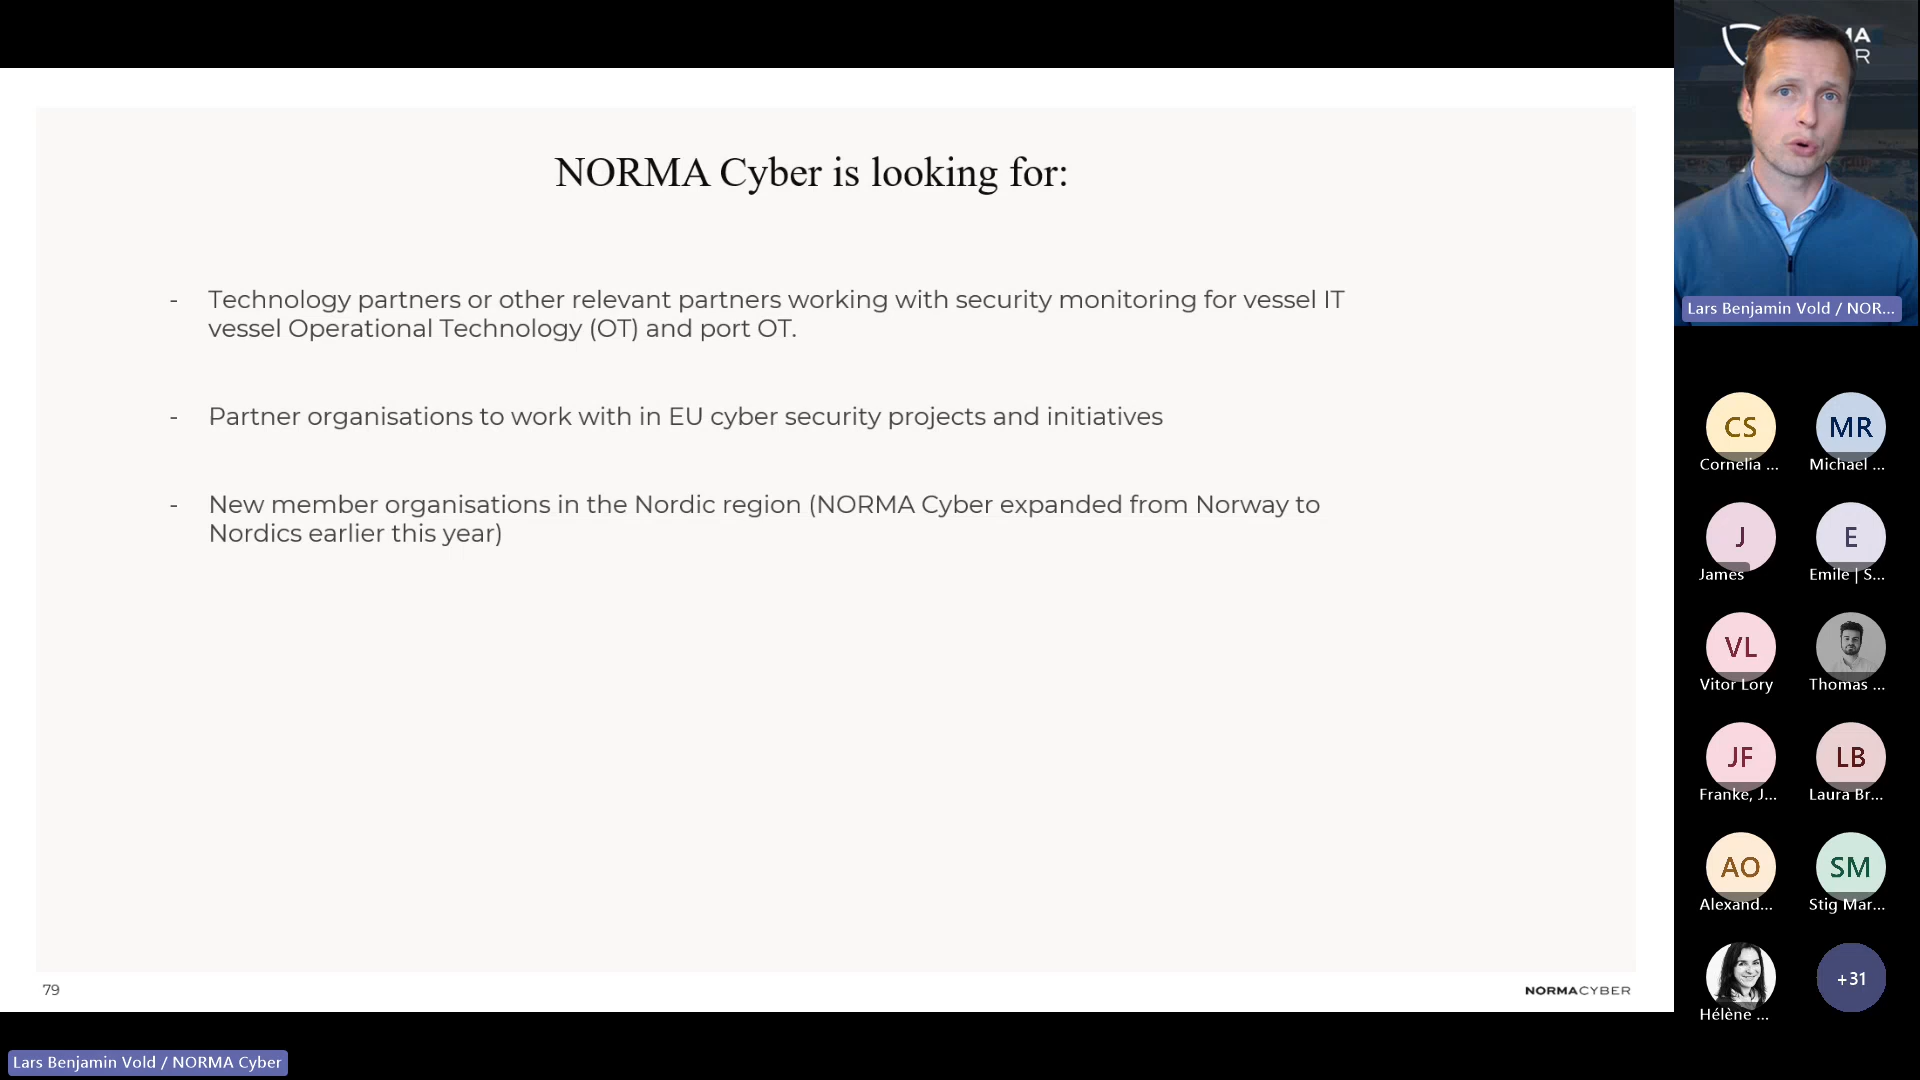 NORMA Cyber is looking for:
- Technology partners or other relevant partners working with security monitoring for vessel IT
vessel Operational Technology (OT) and port OT.
- Partner organisations to work with in EU cyber security projects and initiatives
- New member organisations in the Nordic region (NORMA Cyber expanded from Norway to
Nordics earlier this year)
79
NORMACYBER
Lars Benjamin Vold / NORMA Cyber
MA
R
Lars Benjamin Vold / NOR...
CS
Cornelia ...
MR
Michael ...
J
James
E
Emile | S...
VL
Vitor Lory
Thomas ...
JF
Franke, J...
LB
Laura Br...
AO
Alexand...
SM
Stig Mar...
Hélène ...
+31